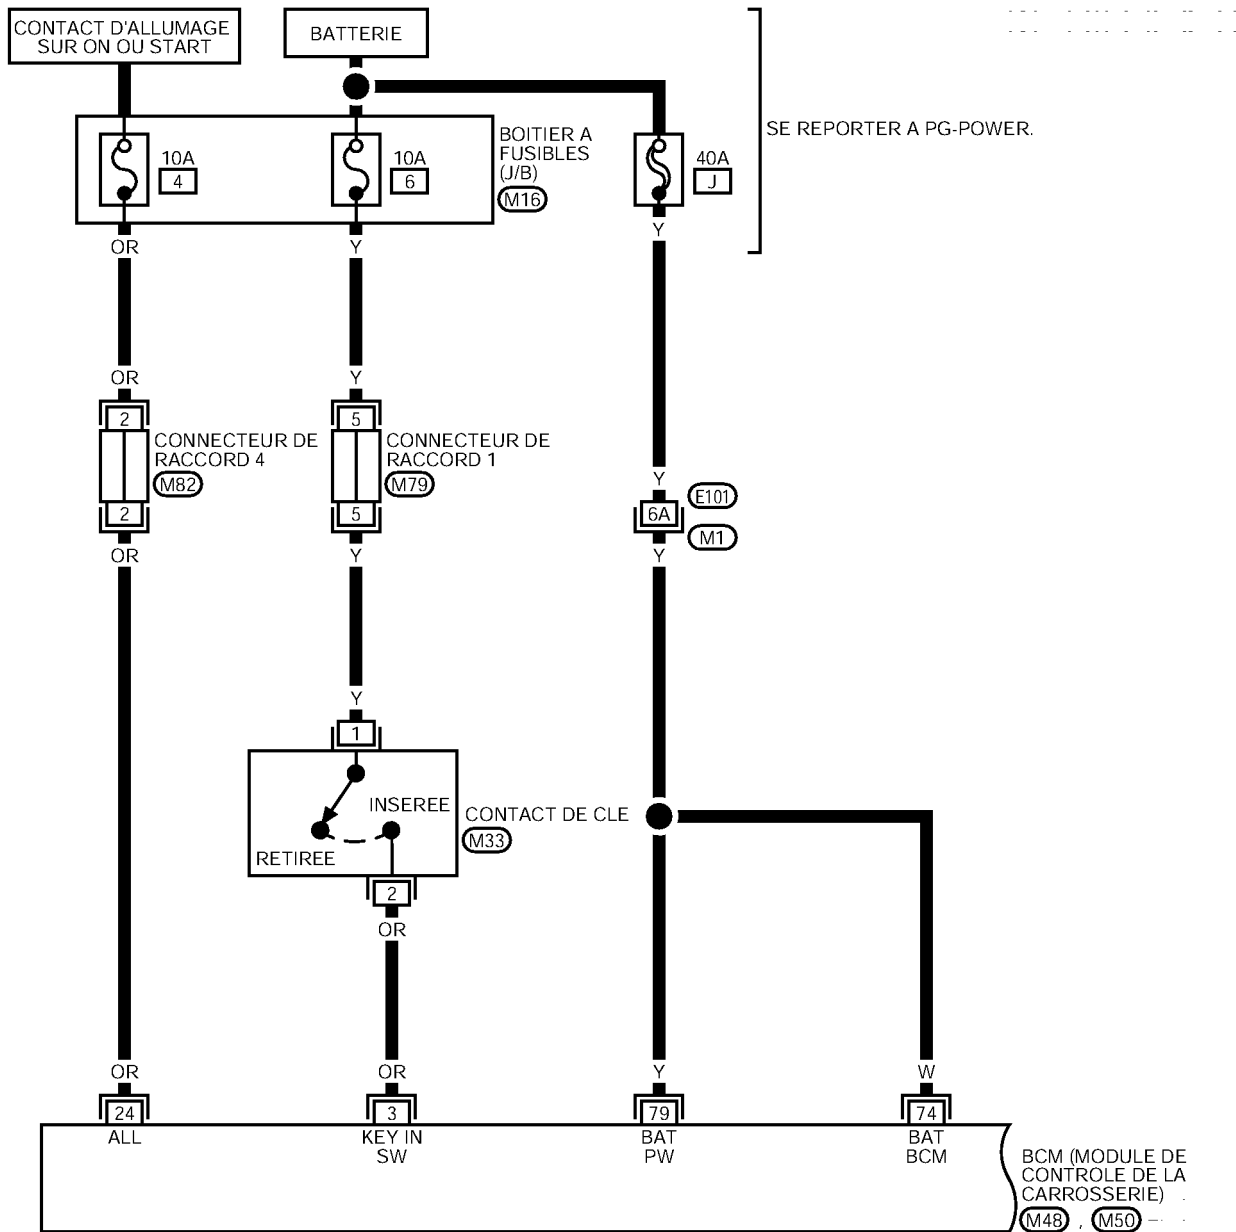 CONTACT D'ALLUMAGE
SUR ON OU START
BATTERIE
SE REPORTER A PG-POWER.
BOITIER A
FUSIBLES
(J/B)
M16
10A
4
10A
6
40A
J
OR
Y
Y
OR
Y
2
5
CONNECTEUR DE
RACCORD 4
M82
CONNECTEUR DE
RACCORD 1
M79
2
5
Y
E101
6A
M1
OR
Y
Y
Y
1
INSEREE
RETIREE
CONTACT DE CLE
M33
2
OR
OR
OR
Y
W
24
3
79
74
ALL
KEY IN
SW
BAT
PW
BAT
BCM
BCM (MODULE DE
CONTROLE DE LA
CARROSSERIE)
M48 , M50